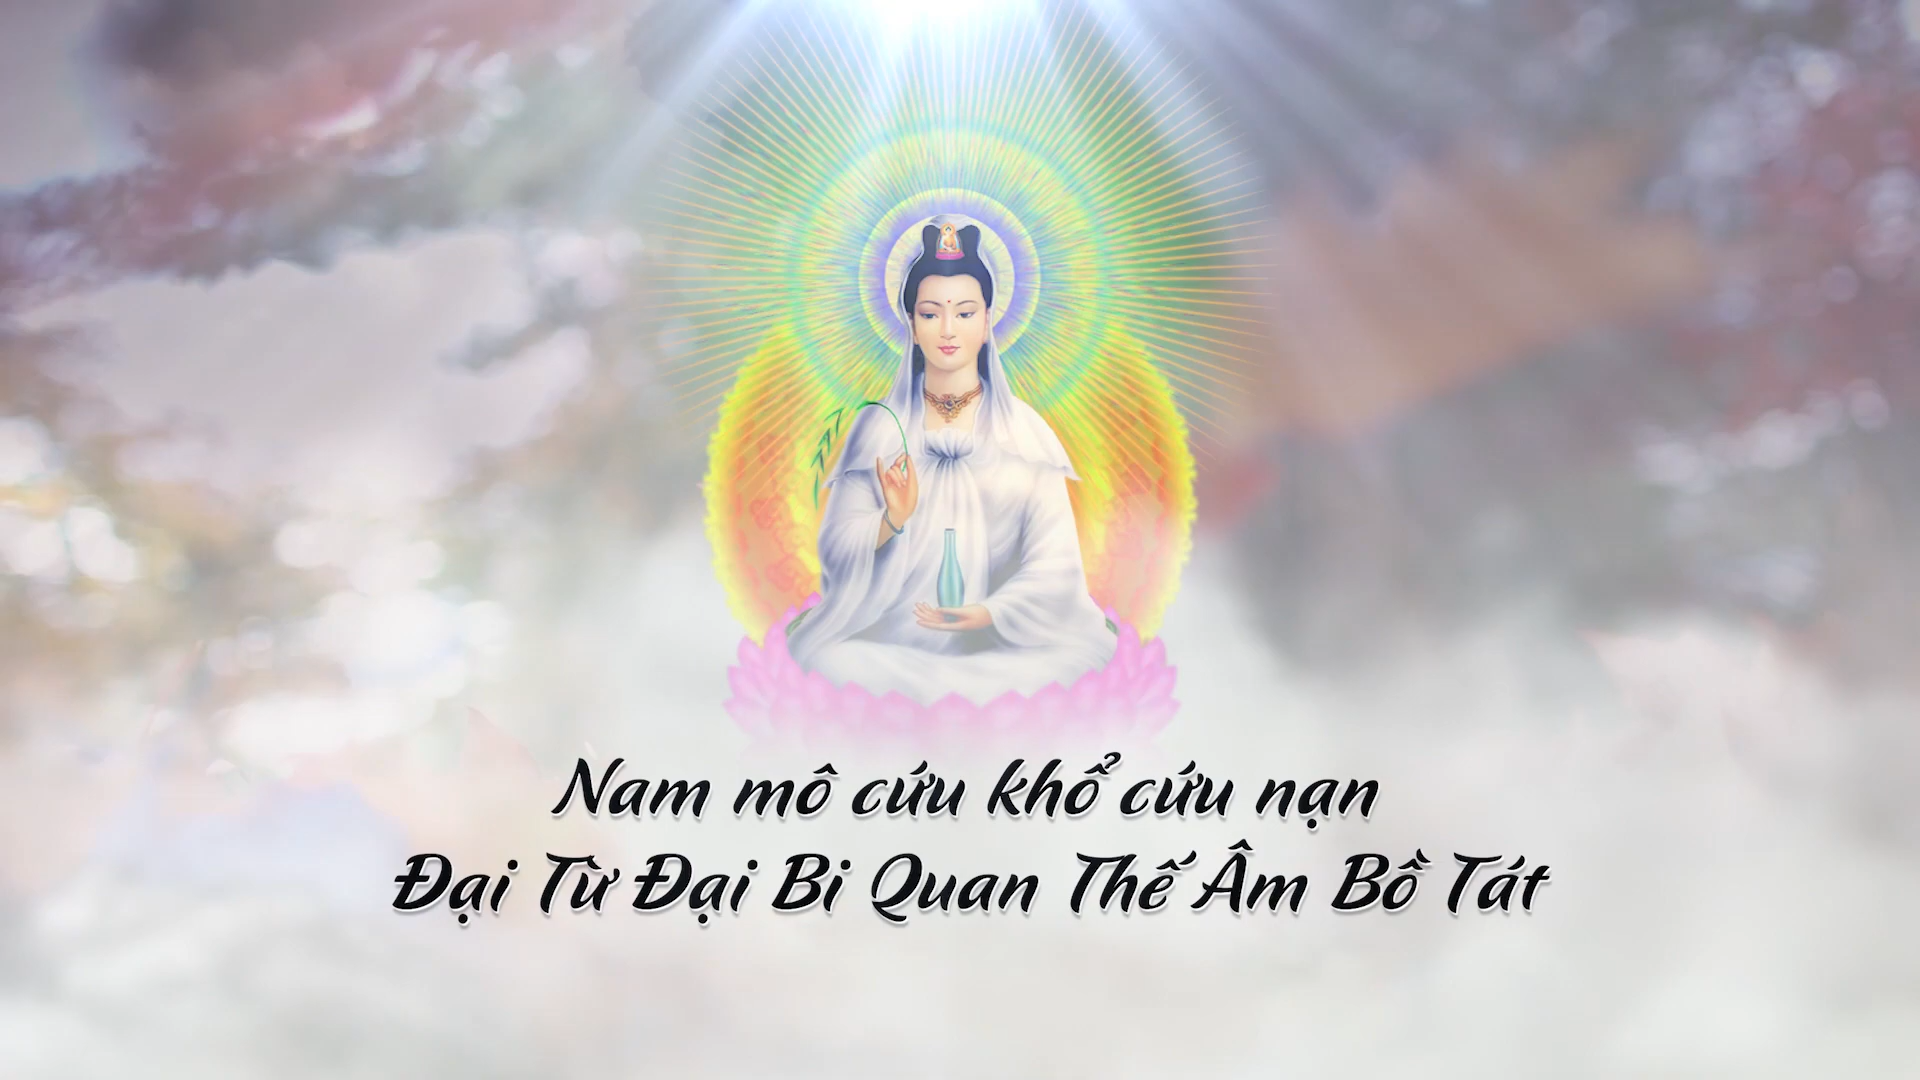 Nam mô cứu khổ cứu nạn
Đại Từ Đại Bi Quan Thế Âm Bồ Tát